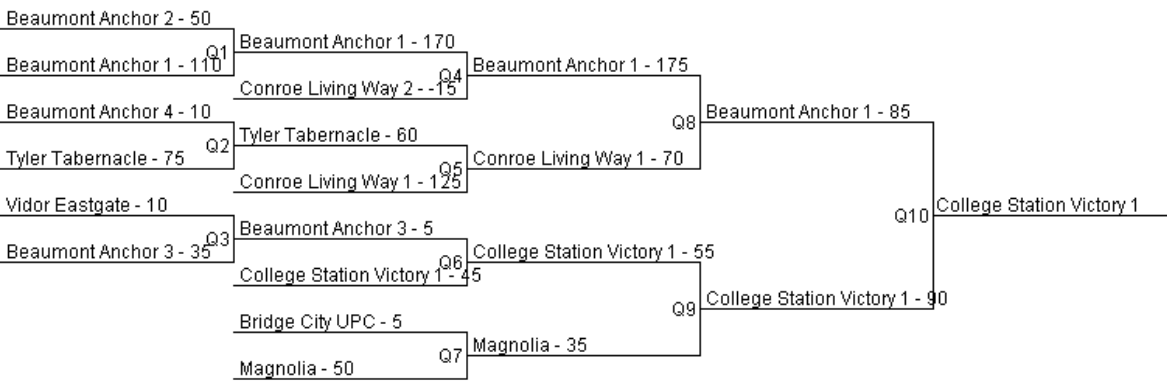 Beaumont Anchor 2 - 50
Q1
Beaumont Anchor 1 - 170
Beaumont Anchor 1 - 110
Q4
Beaumont Anchor 1 - 175
Conroe Living Way 2 - -15
Beaumont Anchor 4 - 10
Q8
Beaumont Anchor 1 - 85
Q2
Tyler Tabernacle - 60
Tyler Tabernacle - 75
Q5
Conroe Living Way 1 - 70
Conroe Living Way 1 - 125
Vidor Eastgate - 10
Q10
College Station Victory 1
Q3
Beaumont Anchor 3 - 5
Beaumont Anchor 3 - 35
Q6
College Station Victory 1 - 55
College Station Victory 1 - 45
Q9
College Station Victory 1 - 90
Bridge City UPC - 5
Q7
Magnolia - 35
Magnolia - 50